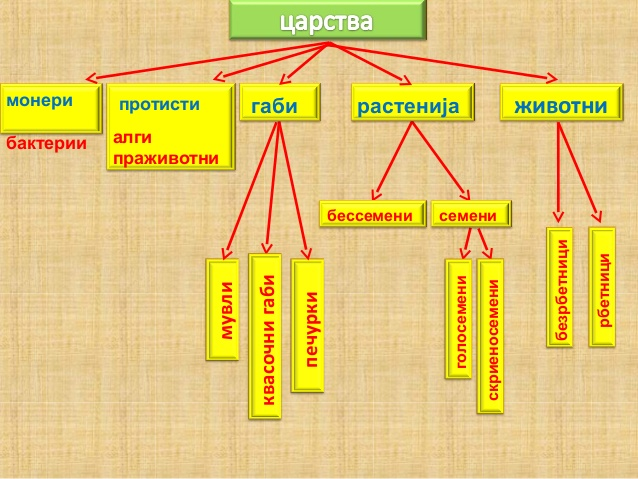 царства
монери
бактерии
протисти
алги
праживотни
габи
растенија
животни
бессемени
семени
мувли
квасочни габи
печурки
голосемени
скриеносемени
безрбетници
рбетници